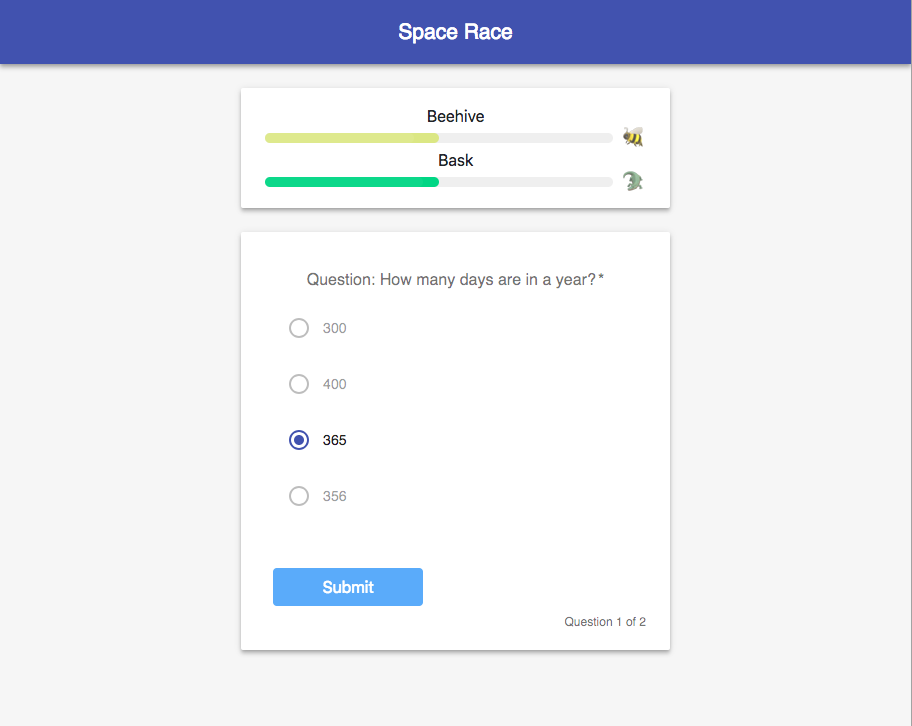 Space Race
Beehive
Bask
Question: How many days are in a year?*
300
400
365
356
Submit
Question 1 of 2